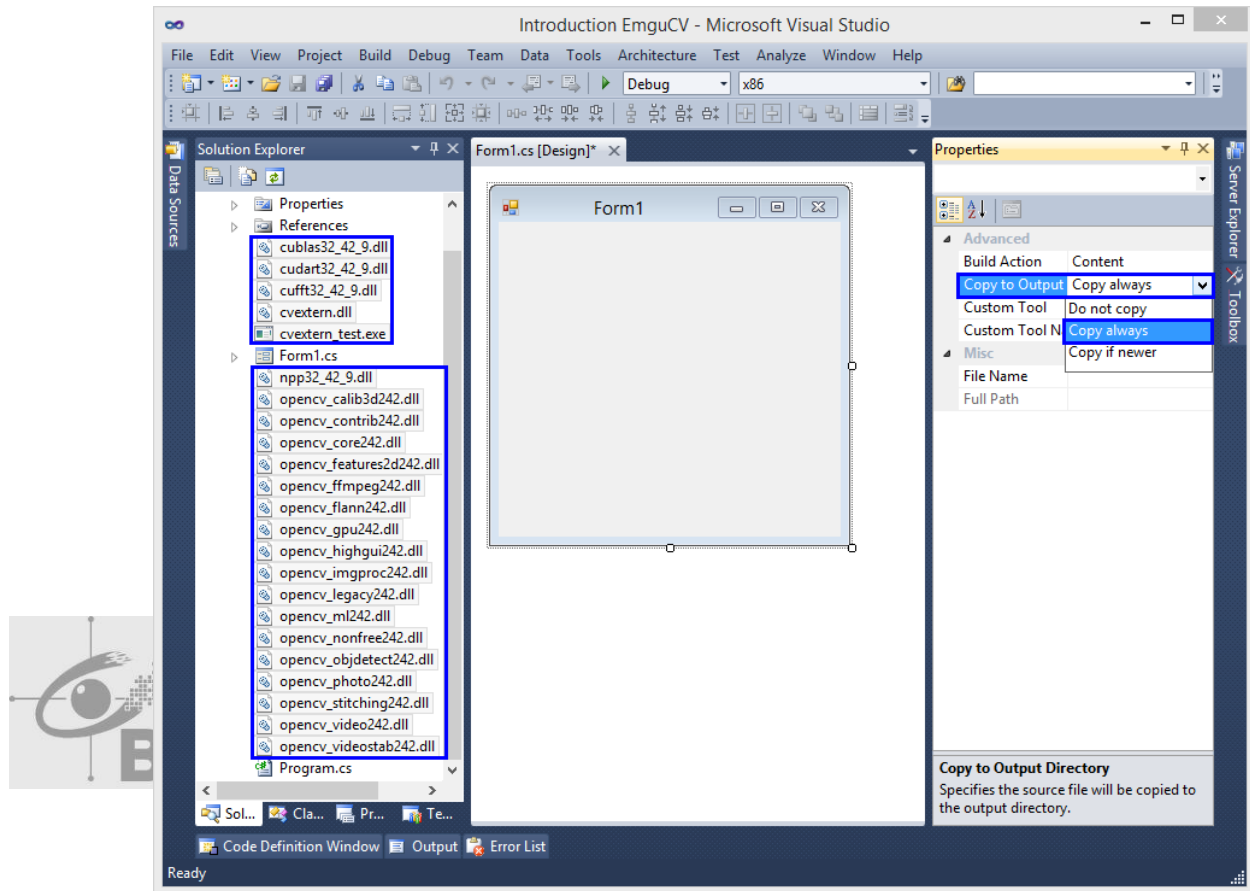 Introduction EmguCV - Microsoft Visual Studio
File Edit View Project Build Debug Team Data Tools Architecture Test Analyze Window Help
Debug x86
Solution Explorer
Data Sources
Properties
References
cublas32_42_9.dll
cudart32_42_9.dll
cufft32_42_9.dll
cvextern.dll
cvextern_test.exe
Form1.cs
npp32_42_9.dll
opencv_calib3d242.dll
opencv_contrib242.dll
opencv_core242.dll
opencv_features2d242.dll
opencv_ffmpeg242.dll
opencv_flann242.dll
opencv_gpu242.dll
opencv_highgui242.dll
opencv_imgproc242.dll
opencv_legacy242.dll
opencv_ml242.dll
opencv_nonfree242.dll
opencv_objdetect242.dll
opencv_photo242.dll
opencv_stitching242.dll
opencv_video242.dll
opencv_videostab242.dll
Program.cs
Sol... Cla... Pr... Te...
Form1.cs [Design]*
Form1
Properties
Advanced
Build Action Content
Copy to Output Copy always
Custom Tool
Do not copy
Custom Tool N
Copy always
Misc
Copy if newer
File Name
Full Path
Copy to Output Directory
Specifies the source file will be copied to
the output directory.
Server Explorer
Toolbox
Code Definition Window Output Error List
Ready
B